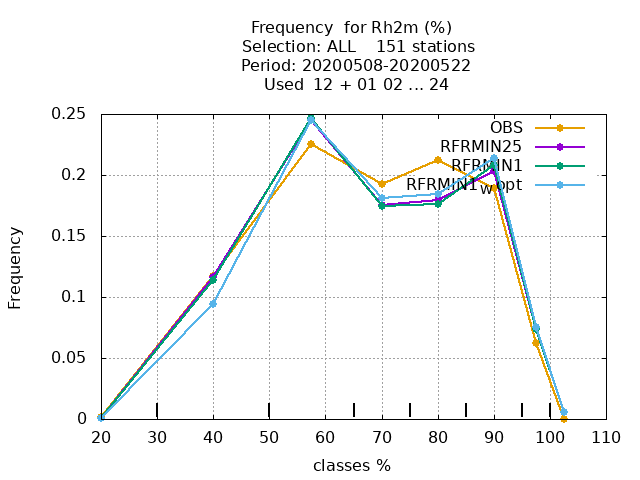 Frequency for Rh2m (%)
Selection: ALL 151 stations
Period: 20200508-20200522
Used 12 + 01 02 ... 24
0.25
0.2
0.15
0.1
0.05
0
Frequency
OBS
RFRMIN25
RFRMIN1
RFRMIN1wopt
20 30 40 50 60 70 80 90 100 110
classes %